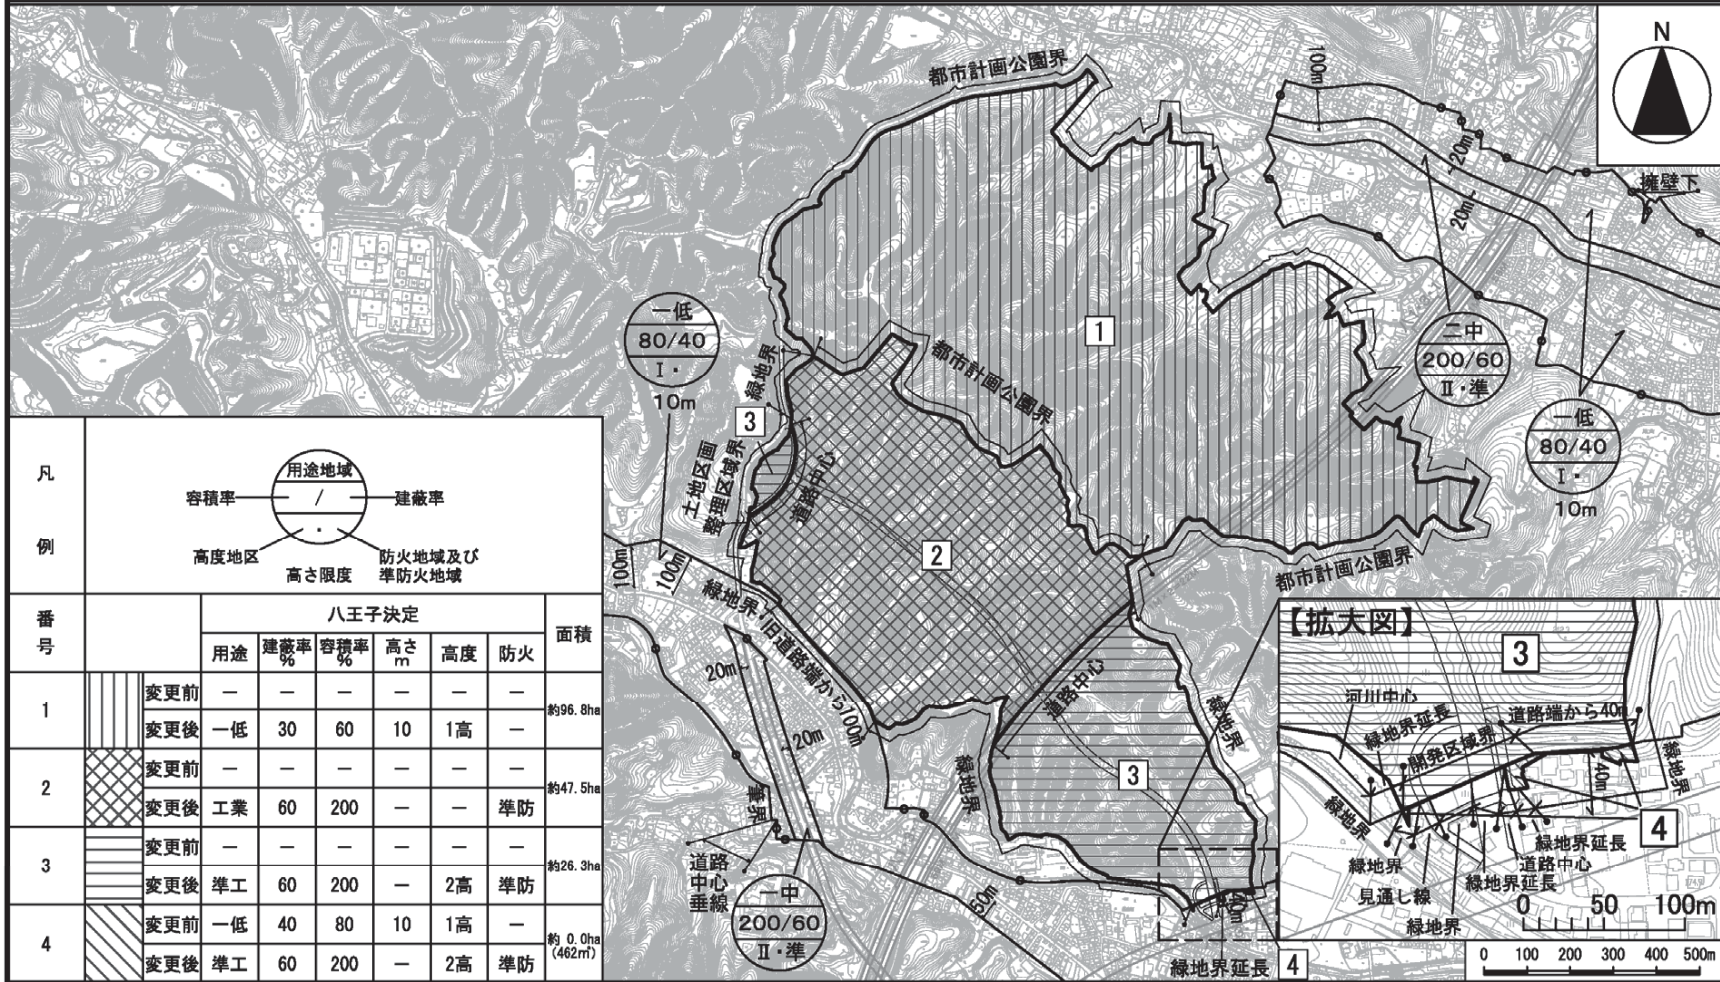 N
都市計画公園界
100m
20m
20m
擁壁下
一低
80/40
Ⅰ・
10m
緑地界
都市計画公園界
1
二中
200/60
Ⅱ・準
一低
80/40
Ⅰ・
10m
3
土地区画
整理区域界
道路中心
2
都市計画公園界
100m
100m
緑地界・旧道路端から100m
20m
20m
道路中心
緑地界
緑地界
3
筆界
道路
中心
垂線
一中
200/60
Ⅱ・準
50m
40m
緑地界延長
4
凡
例
用途地域
容積率
/
建蔽率
・
高度地区
防火地域及び
準防火地域
高さ限度
番号 八王子決定 面積
用途 建蔽率% 容積率% 高さm 高度 防火
1 変更前 － － － － － － 約96.8ha
変更後 一低 30 60 10 1高 －
2 変更前 － － － － － － 約47.5ha
変更後 工業 60 200 － － 準防
3 変更前 － － － － － － 約26.3ha
変更後 準工 60 200 － 2高 準防
4 変更前 一低 40 80 10 1高 － 約 0.0ha
(462㎡)
変更後 準工 60 200 － 2高 準防
【拡大図】
3
河川中心
緑地界延長
道路端から40m
開発区域界
40m
緑地界
緑地界
4
緑地界延長
緑地界
道路中心
緑地界延長
見通し線
緑地界
0 50 100m
0 100 200 300 400 500m